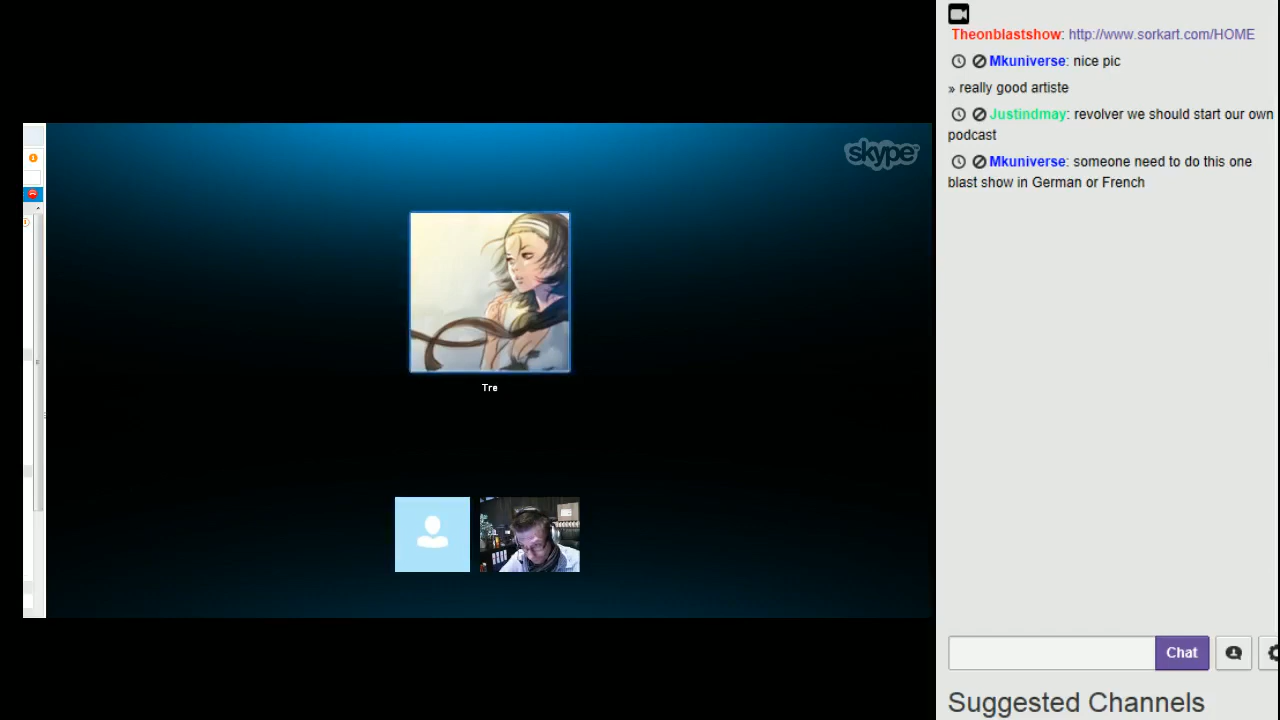 skype
Tre
Theonblastshow: http://www.sorkart.com/HOME
Mkuniverse: nice pic
» really good artiste
Justindmay: revolver we should start our own
podcast
Mkuniverse: someone need to do this one
blast show in German or French
Chat
Suggested Channels